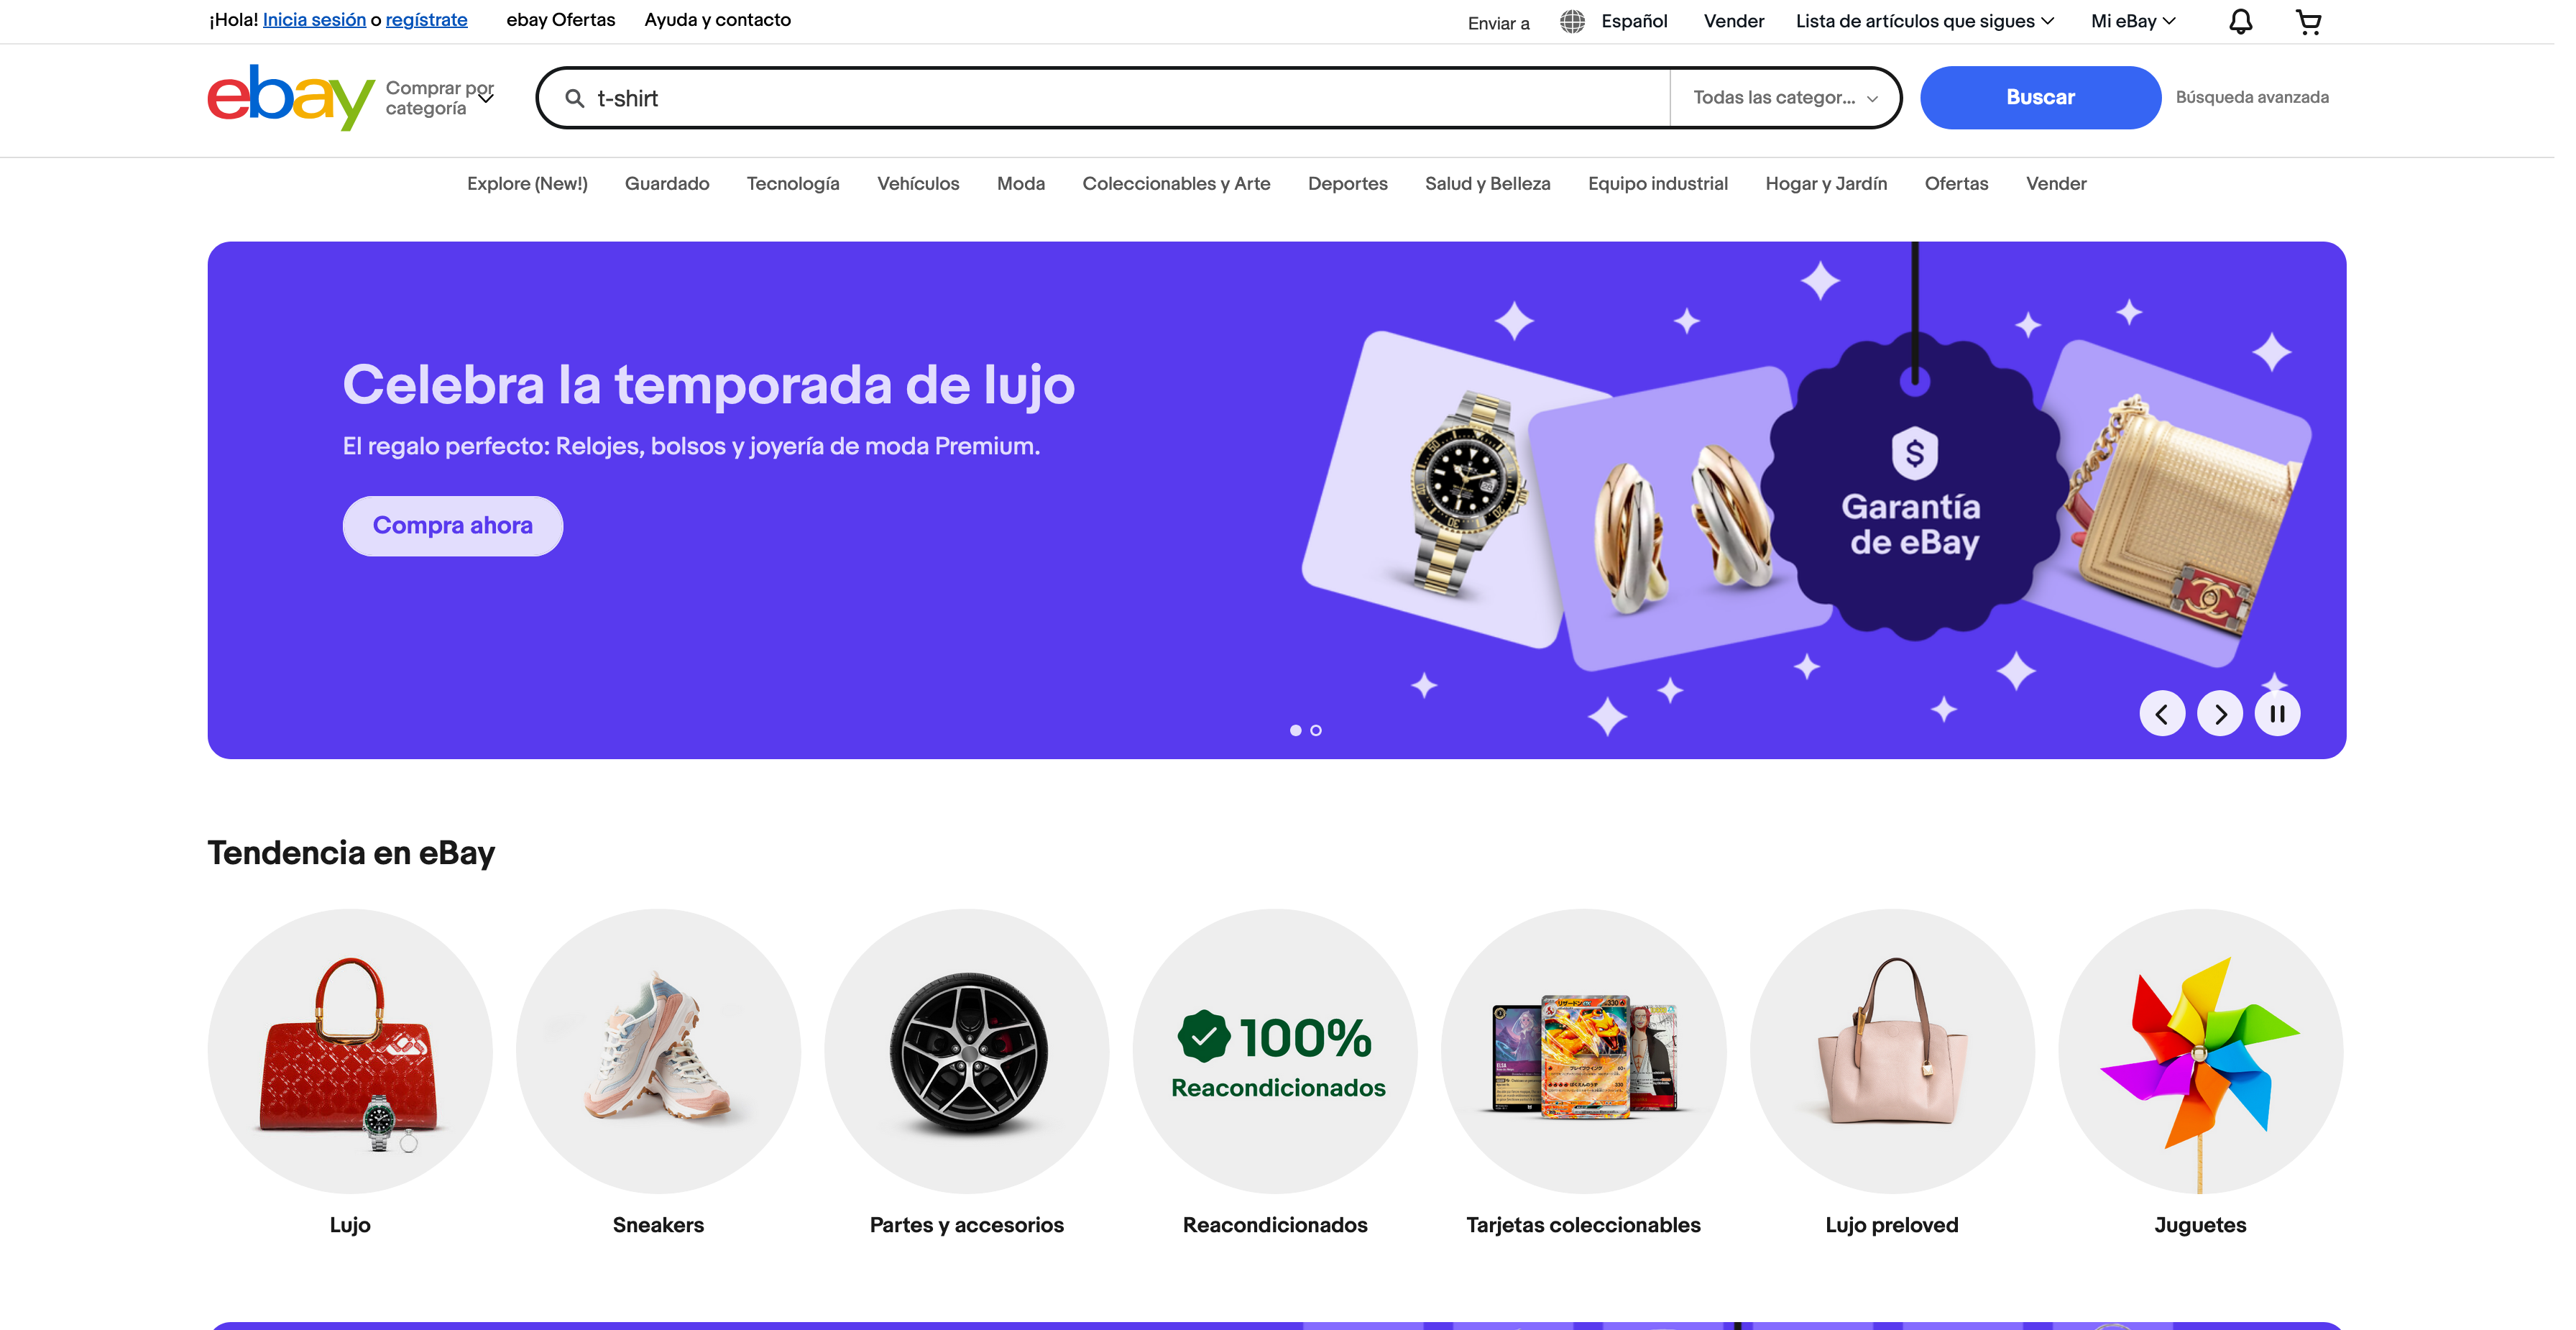 ¡Hola! Inicia sesión o regístrate
ebay Ofertas
Ayuda y contacto
Enviar a
Español
Vender
Lista de artículos que sigues
Mi eBay
ebay
Comprar por
categoría
t-shirt
Todas las categor...
Buscar
Búsqueda avanzada
Explore (New!)
Guardado
Tecnología
Vehículos
Moda
Coleccionables y Arte
Deportes
Salud y Belleza
Equipo industrial
Hogar y Jardín
Ofertas
Vender
Celebra la temporada de lujo
El regalo perfecto: Relojes, bolsos y joyería de moda Premium.
Compra ahora
$
Garantía
de eBay
Tendencia en eBay
100%
Reacondicionados
Lujo
Sneakers
Partes y accesorios
Reacondicionados
Tarjetas coleccionables
Lujo preloved
Juguetes